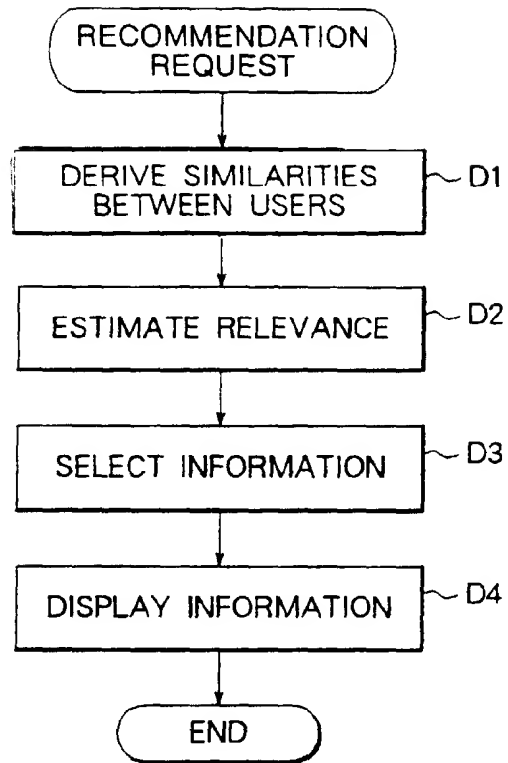 RECOMMENDATION
REQUEST
DERIVE SIMILARITIES
BETWEEN USERS
D1
ESTIMATE RELEVANCE
D2
SELECT INFORMATION
D3
DISPLAY INFORMATION
D4
END